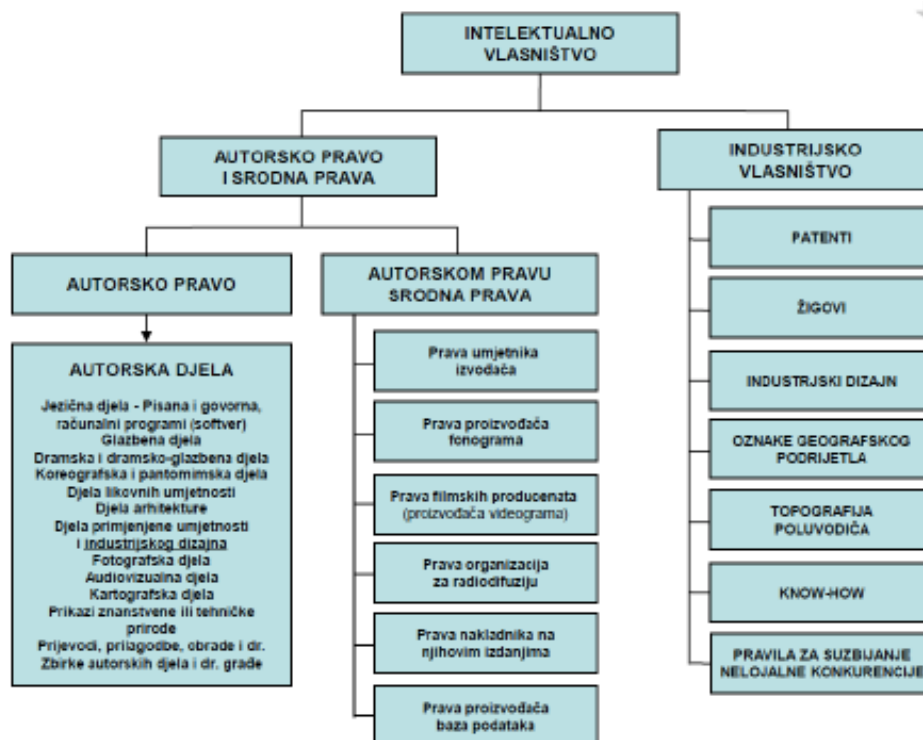 INTELEKTUALNO
VLASNIŠTVO
AUTORSKO PRAVO
I SRODNA PRAVA
AUTORSKO PRAVO
AUTORSKA DJELA
Jezična djela - Pisana i govorna,
računalni programi (softver)
Glazbena djela
Dramska i dramsko-glazbena djela
Koreografska i pantomimska djela
Djela likovnih umjetnosti
Djela arhitekture
Djela primjenjene umjetnosti
i industrijskog dizajna
Fotografska djela
Audiovizualna djela
Kartografska djela
Prikazi znanstvene ili tehničke
prirode
Prijevodi, prilagodbe, obrade i dr.
Zbirke autorskih djela i dr. građe
AUTORSKOM PRAVU
SRODNA PRAVA
Prava umjetnika
izvođača
Prava proizvođača
fonograma
Prava filmskih producenata
(proizvođača videograma)
Prava organizacija
za radiodifuziju
Prava nakladnika na
njihovim izdanjima
Prava proizvođača
baza podataka
INDUSTRIJSKO
VLASNIŠTVO
PATENTI
ŽIGOVI
INDUSTRJSKI DIZAJN
OZNAKE GEOGRAFSKOG
PODRIJETLA
TOPOGRAFIJA
POLUVODIČA
KNOW-HOW
PRAVILA ZA SUZBIJANJE
NELOJALNE KONKURENCIJE